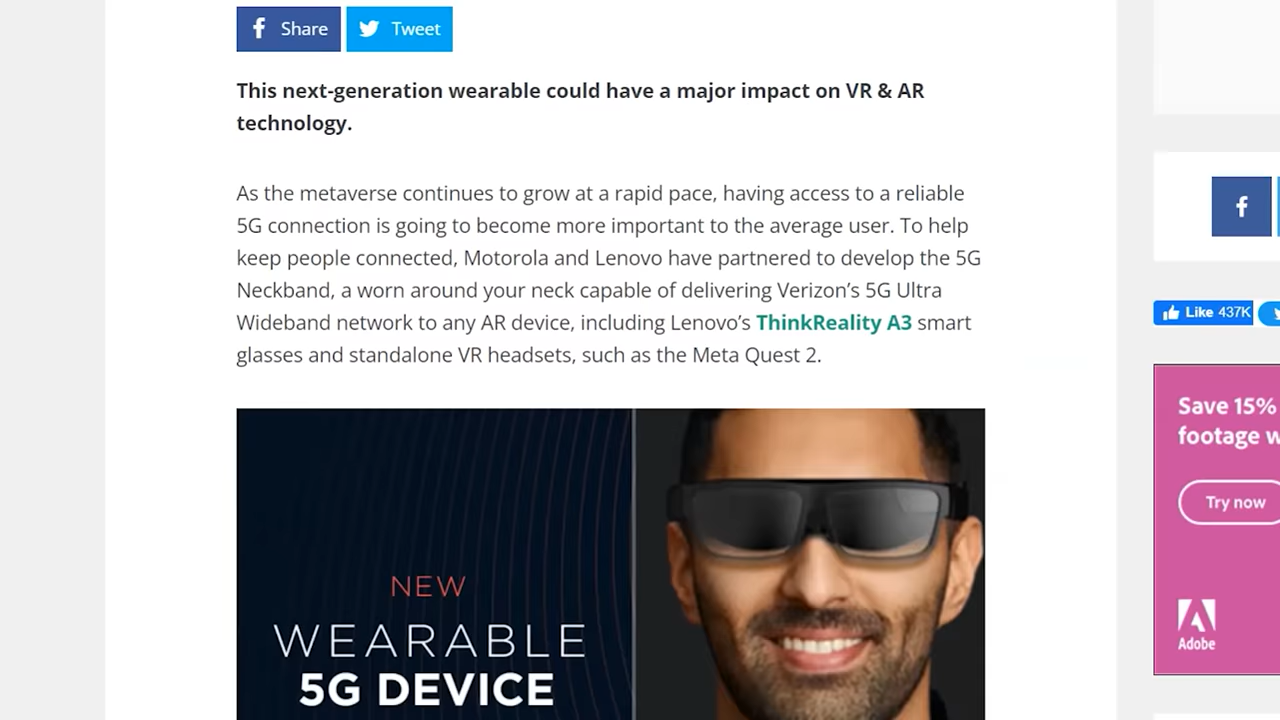 Share
Tweet
This next-generation wearable could have a major impact on VR & AR
technology.
As the metaverse continues to grow at a rapid pace, having access to a reliable
5G connection is going to become more important to the average user. To help
keep people connected, Motorola and Lenovo have partnered to develop the 5G
Neckband, a worn around your neck capable of delivering Verizon’s 5G Ultra
Wideband network to any AR device, including Lenovo’s ThinkReality A3 smart
glasses and standalone VR headsets, such as the Meta Quest 2.
NEW
WEARABLE
5G DEVICE
Like 437K
Save 15%
footage w
Try now
Adobe